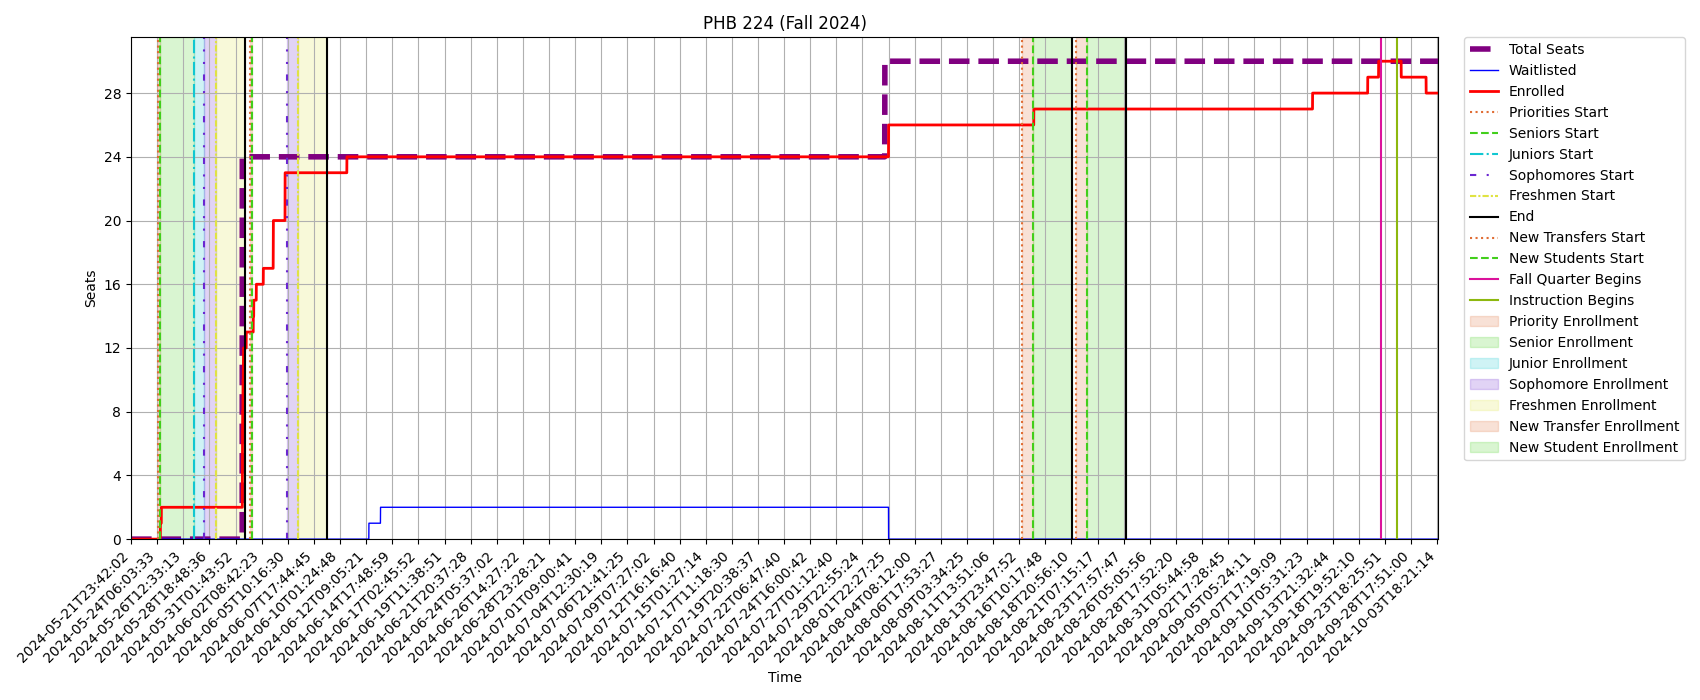 PHB 224 (Fall 2024)
Seats
28
24
20
16
12
8
4
0
2024-05-21T23:42:02
2024-05-24T06:03:33
2024-05-26T12:33:13
2024-05-28T18:48:36
2024-05-31T01:43:52
2024-06-02T08:42:23
2024-06-05T10:16:30
2024-06-07T17:44:45
2024-06-10T01:24:48
2024-06-12T09:05:21
2024-06-14T17:48:59
2024-06-17T02:45:52
2024-06-19T11:38:51
2024-06-21T20:37:28
2024-06-24T05:37:02
2024-06-26T14:27:22
2024-06-28T23:28:21
2024-07-01T09:00:41
2024-07-04T12:30:19
2024-07-06T21:41:25
2024-07-09T07:27:02
2024-07-12T16:16:40
2024-07-15T01:27:14
2024-07-17T11:18:30
2024-07-19T20:38:37
2024-07-22T06:47:40
2024-07-24T16:00:42
2024-07-27T01:12:40
2024-07-29T22:55:24
2024-08-01T22:27:25
2024-08-04T08:12:00
2024-08-06T17:53:27
2024-08-09T03:34:25
2024-08-11T13:51:06
2024-08-13T23:47:52
2024-08-16T10:17:48
2024-08-18T20:56:10
2024-08-21T07:15:17
2024-08-23T17:57:47
2024-08-26T05:05:56
2024-08-28T17:52:20
2024-08-31T05:44:58
2024-09-02T17:28:45
2024-09-05T05:24:11
2024-09-07T17:19:09
2024-09-10T05:31:23
2024-09-13T21:32:44
2024-09-18T19:52:10
2024-09-23T18:25:51
2024-09-28T17:51:00
2024-10-03T18:21:14
Time
Total Seats
Waitlisted
Enrolled
Priorities Start
Seniors Start
Juniors Start
Sophomores Start
Freshmen Start
End
New Transfers Start
New Students Start
Fall Quarter Begins
Instruction Begins
Priority Enrollment
Senior Enrollment
Junior Enrollment
Sophomore Enrollment
Freshmen Enrollment
New Transfer Enrollment
New Student Enrollment